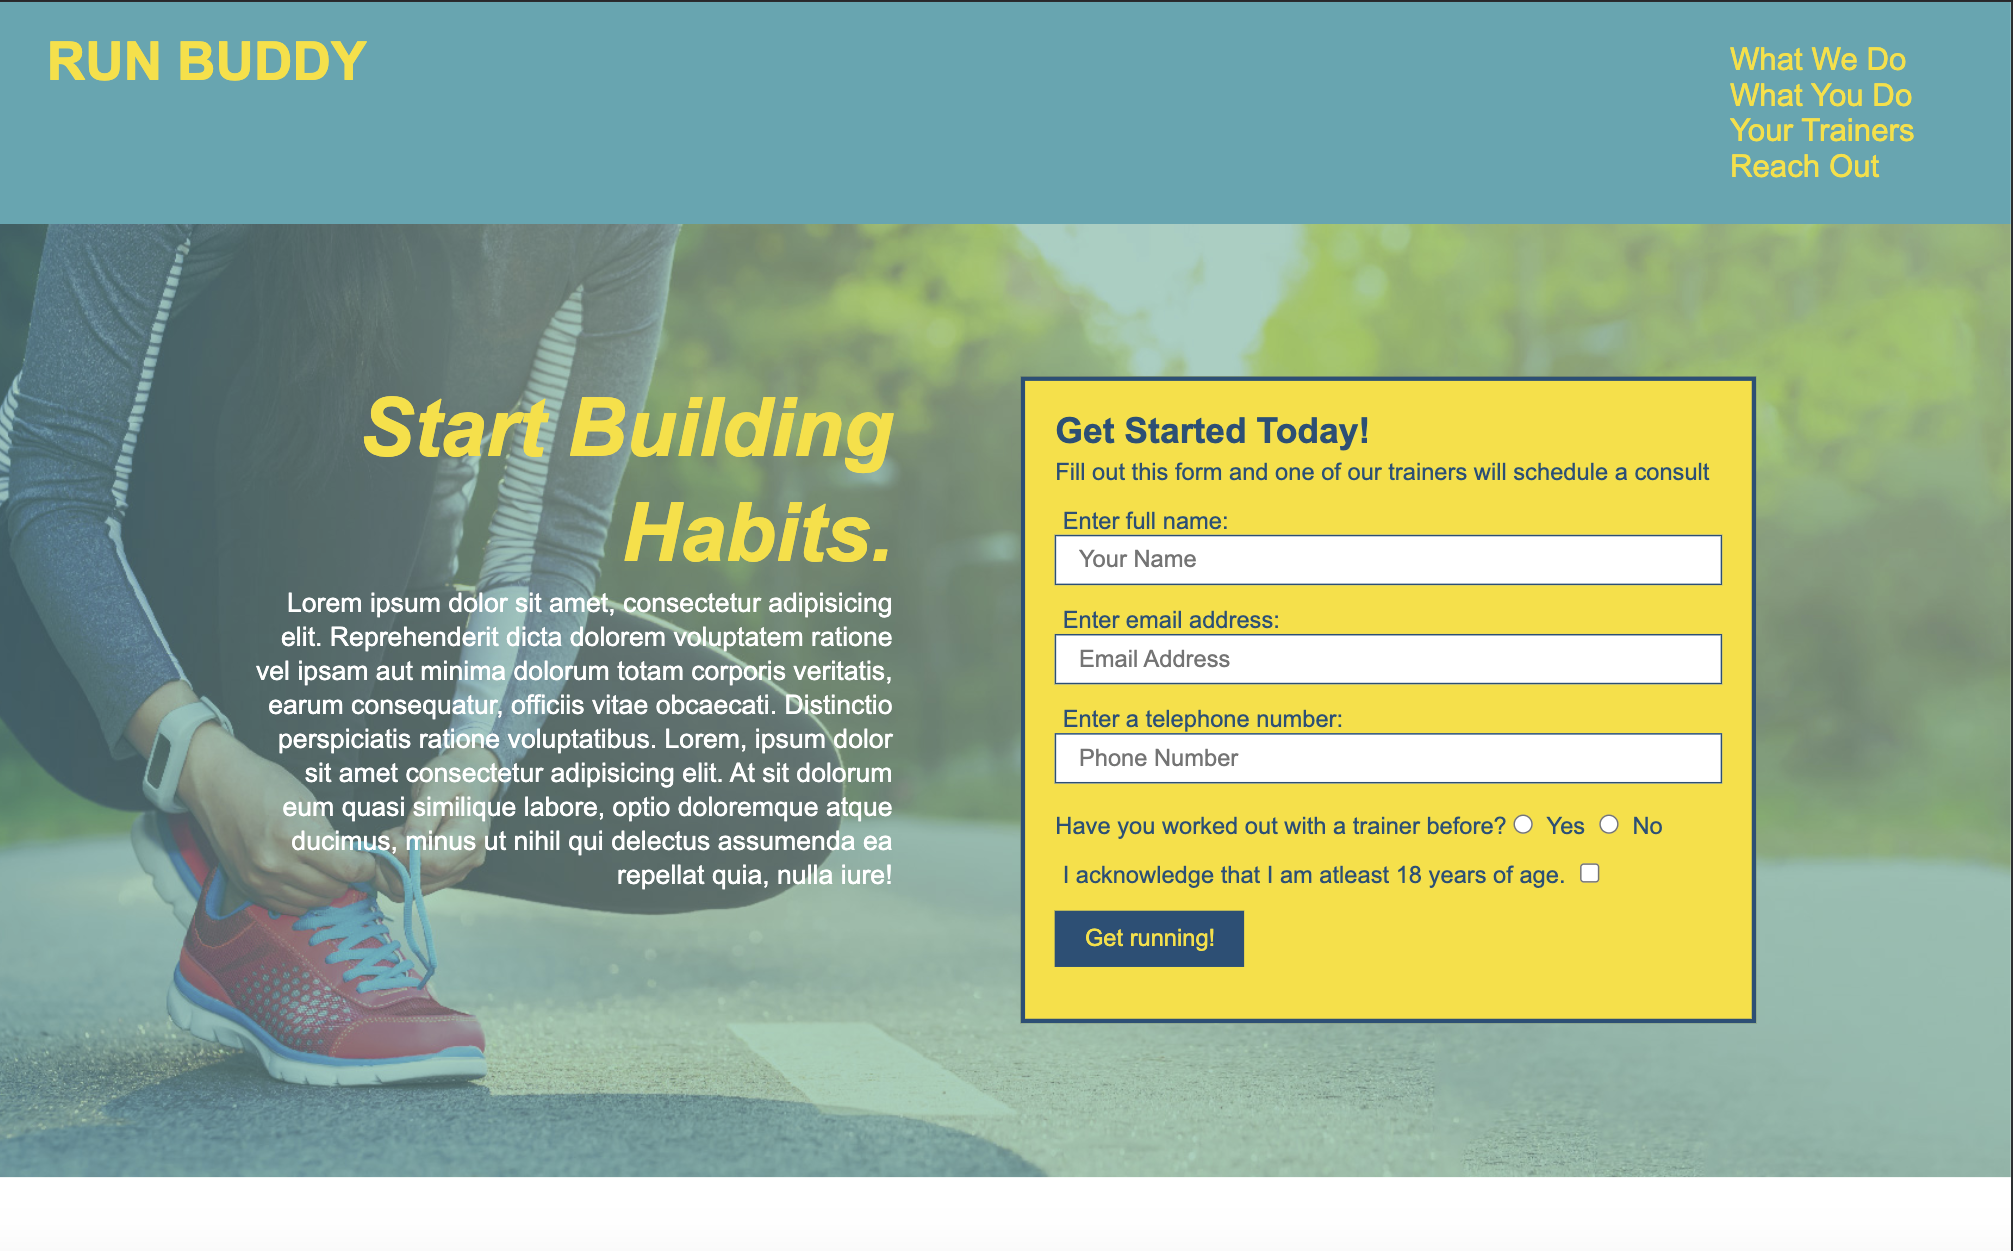 RUN BUDDY
What We Do
What You Do
Your Trainers
Reach Out
Start Building
Habits.
Lorem ipsum dolor sit amet, consectetur adipisicing
elit. Reprehenderit dicta dolorem voluptatem ratione
vel ipsam aut minima dolorum totam corporis veritatis,
earum consequatur, officiis vitae obcaecati. Distinctio
perspiciatis ratione voluptatibus. Lorem, ipsum dolor
sit amet consectetur adipisicing elit. At sit dolorum
eum quasi similique labore, optio doloremque atque
ducimus, minus ut nihil qui delectus assumenda ea
repellat quia, nulla iure!
Get Started Today!
Fill out this form and one of our trainers will schedule a consult
Enter full name:
Your Name
Enter email address:
Email Address
Enter a telephone number:
Phone Number
Have you worked out with a trainer before? Yes No
I acknowledge that I am atleast 18 years of age.
Get running!